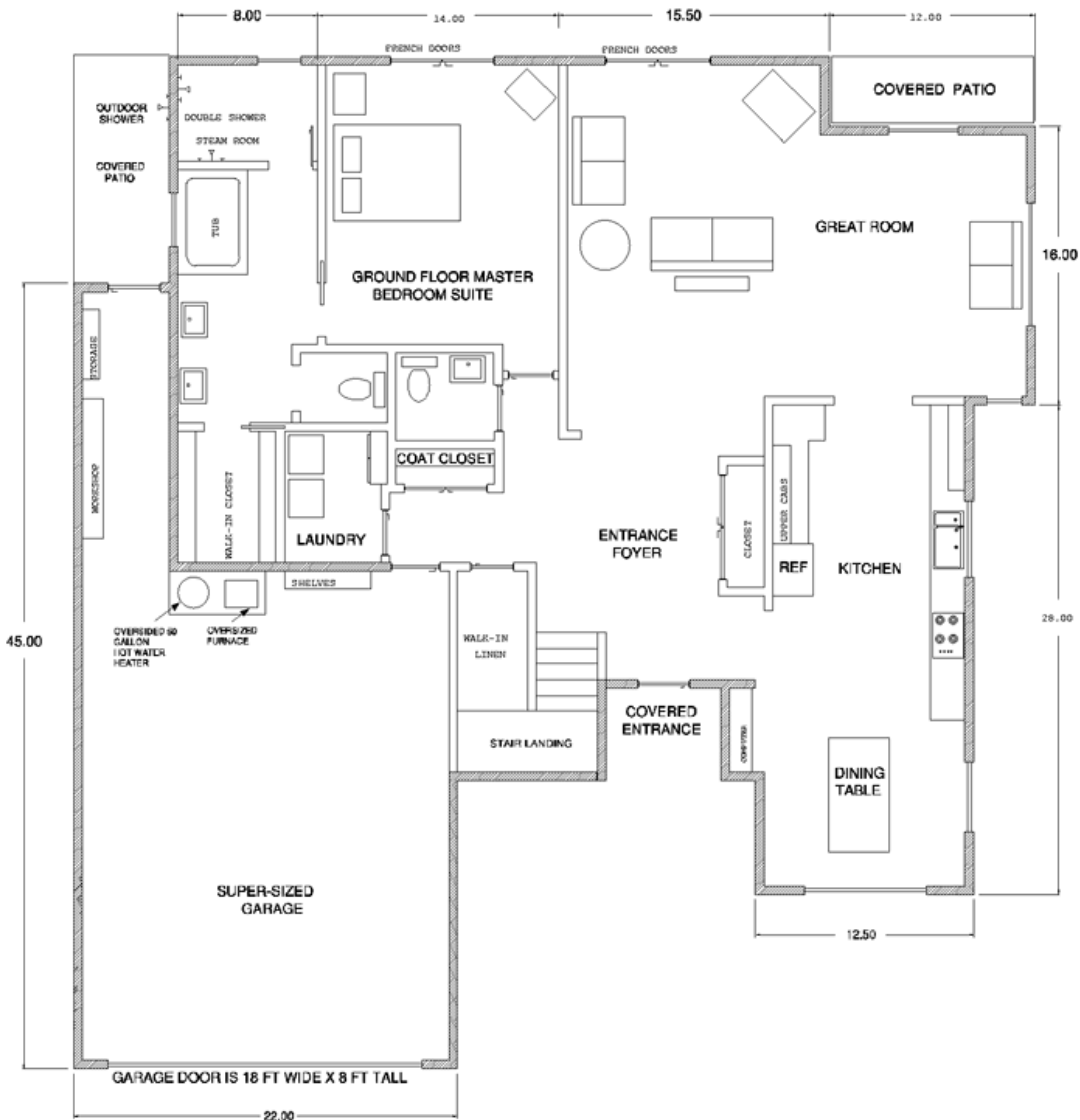 8.00
14.00
15.50
12.00
FRENCH DOORS
FRENCH DOORS
COVERED PATIO
OUTDOOR
SHOWER
DOUBLE SHOWER
STEAM ROOM
COVERED
PATIO
TUB
GREAT ROOM
16.00
GROUND FLOOR MASTER
BEDROOM SUITE
STORAGE
WORKSHOP
WALK-IN CLOSET
COAT CLOSET
LAUNDRY
ENTRANCE
FOYER
CLOSET
UPPER CABS
REF
KITCHEN
SHELVES
OVERSIDED 80
GALLON
HOT WATER
HEATER
OVERSIZED
FURNACE
WALK-IN
LINEN
28.00
45.00
COVERED
ENTRANCE
STAIR LANDING
COMPUTER
DINING
TABLE
SUPER-SIZED
GARAGE
12.50
GARAGE DOOR IS 18 FT WIDE X 8 FT TALL
22.00